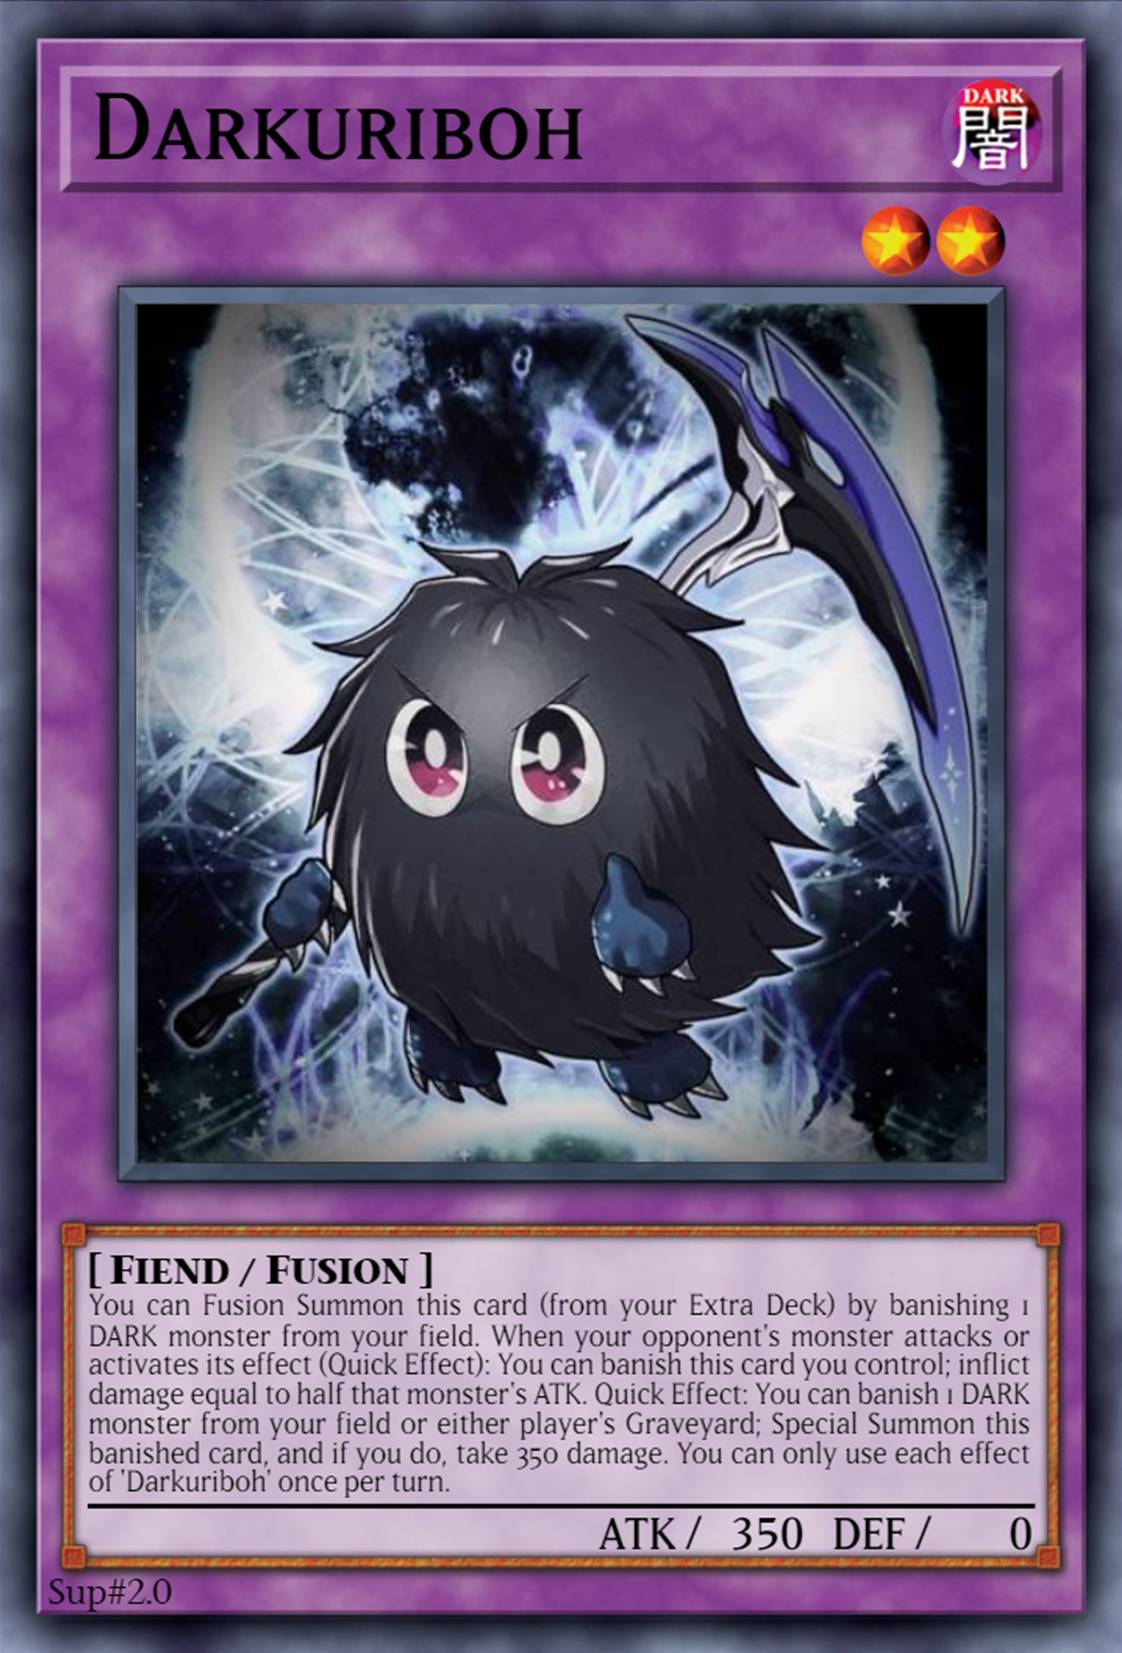 DARKURIBOH
DARK
闇
[ FIEND / FUSION ]
You can Fusion Summon this card (from your Extra Deck) by banishing 1
DARK monster from your field. When your opponent's monster attacks or
activates its effect (Quick Effect): You can banish this card you control; inflict
damage equal to half that monster's ATK. Quick Effect: You can banish 1 DARK
monster from your field or either player's Graveyard; Special Summon this
banished card, and if you do, take 350 damage. You can only use each effect
of 'Darkuriboh' once per turn.
ATK / 350 DEF / 0
Sup#2.0